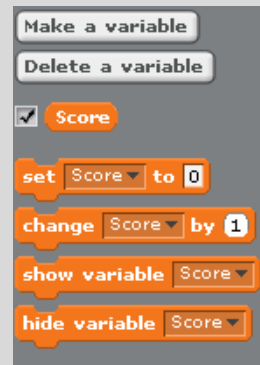 Make a variable
Delete a variable
Score
set Score to 0
change Score by 1
show variable Score
hide variable Score